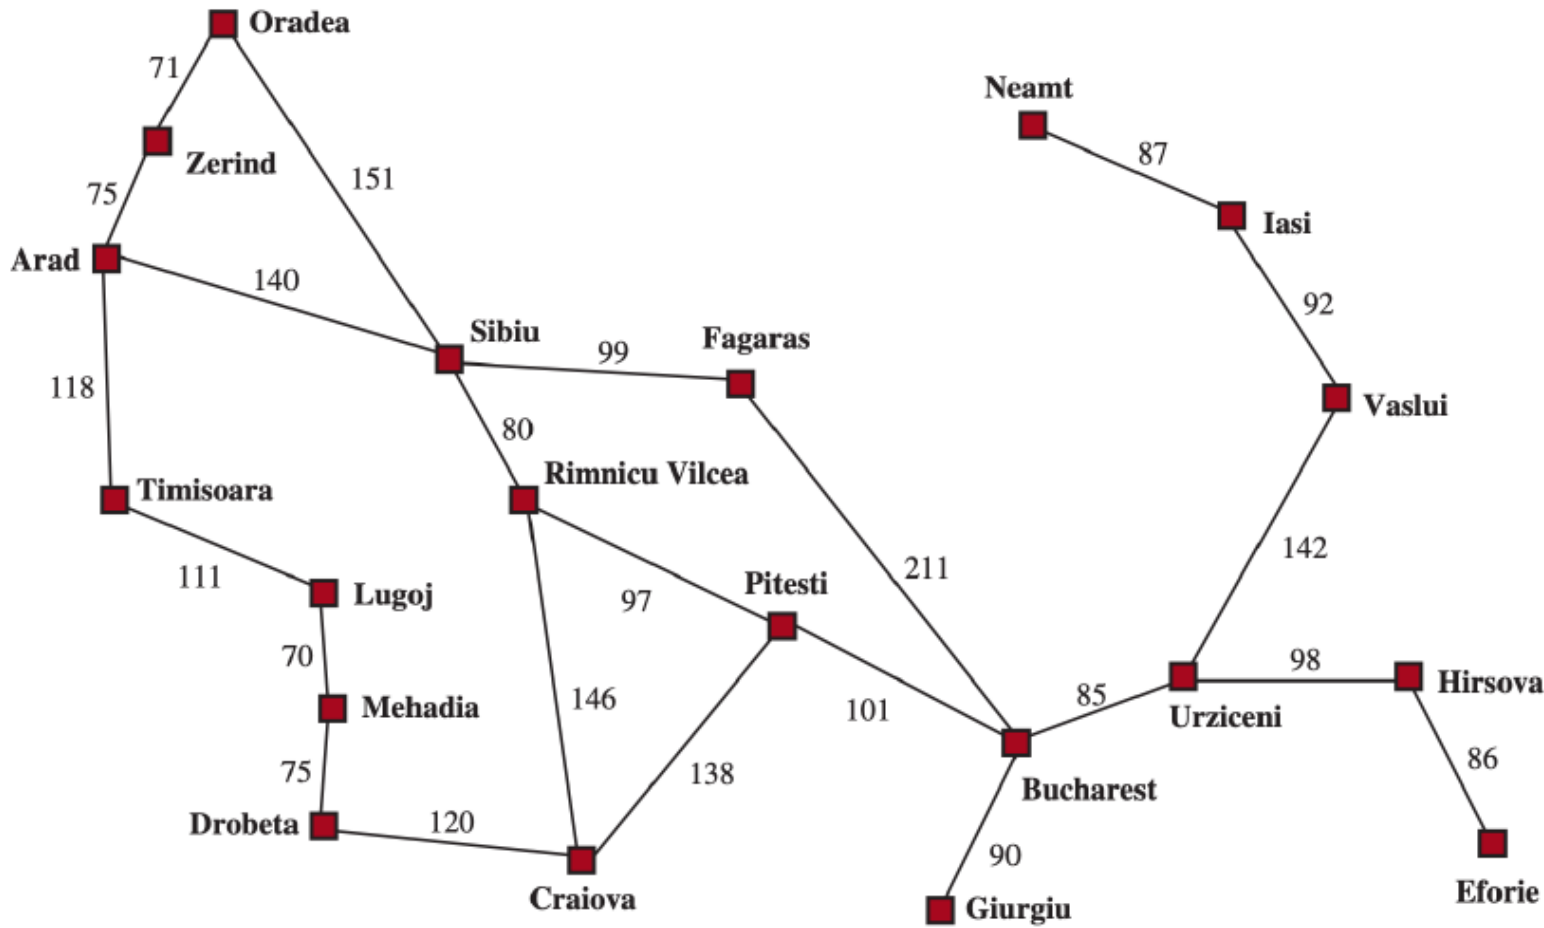 Oradea
71
Neamt
87
Zerind
151
75
Iasi
Arad
140
92
Sibiu
Fagaras
99
118
Vaslui
80
Rimnicu Vilcea
Timisoara
142
211
111
Pitesti
97
Lugoj
70
98
Hirsova
146
85
Mehadia
101
Urziceni
86
75
138
Bucharest
Drobeta
120
90
Craiova
Eforie
Giurgiu